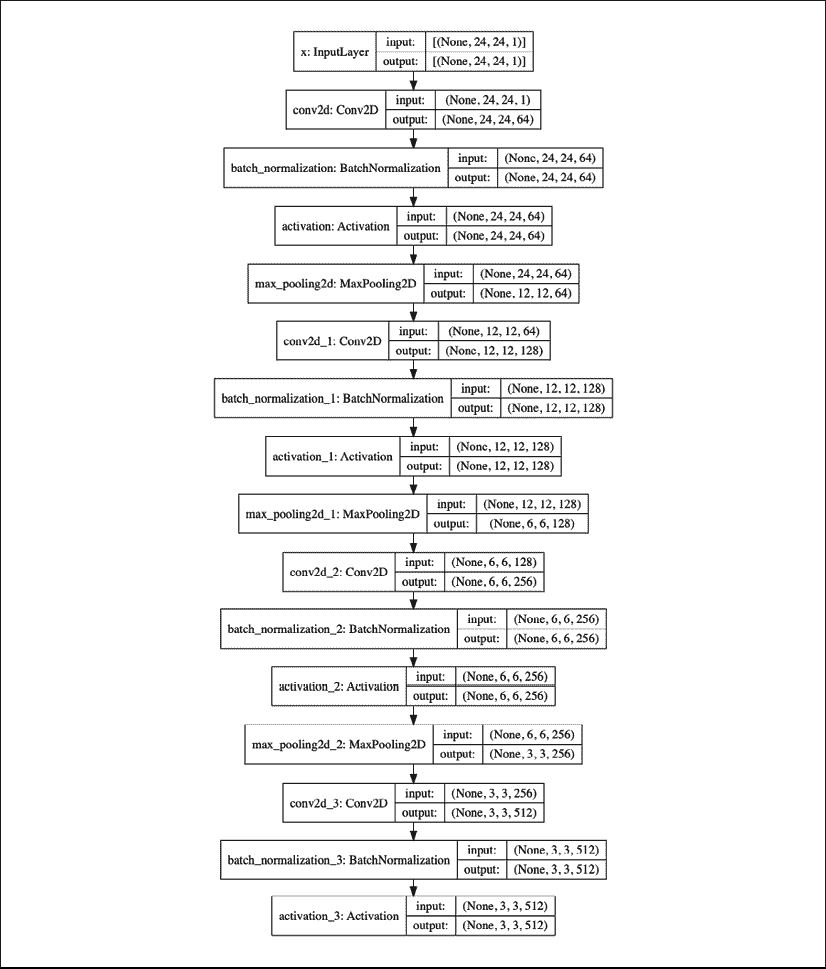 x: InputLayer input: [(None, 24, 24, 1)]
output: [(None, 24, 24, 1)]
conv2d: Conv2D input: (None, 24, 24, 1)
output: (None, 24, 24, 64)
batch_normalization: BatchNormalization input: (None, 24, 24, 64)
output: (None, 24, 24, 64)
activation: Activation input: (None, 24, 24, 64)
output: (None, 24, 24, 64)
max_pooling2d: MaxPooling2D input: (None, 24, 24, 64)
output: (None, 12, 12, 64)
conv2d_1: Conv2D input: (None, 12, 12, 64)
output: (None, 12, 12, 128)
batch_normalization_1: BatchNormalization input: (None, 12, 12, 128)
output: (None, 12, 12, 128)
activation_1: Activation input: (None, 12, 12, 128)
output: (None, 12, 12, 128)
max_pooling2d_1: MaxPooling2D input: (None, 12, 12, 128)
output: (None, 6, 6, 128)
conv2d_2: Conv2D input: (None, 6, 6, 128)
output: (None, 6, 6, 256)
batch_normalization_2: BatchNormalization input: (None, 6, 6, 256)
output: (None, 6, 6, 256)
activation_2: Activation input: (None, 6, 6, 256)
output: (None, 6, 6, 256)
max_pooling2d_2: MaxPooling2D input: (None, 6, 6, 256)
output: (None, 3, 3, 256)
conv2d_3: Conv2D input: (None, 3, 3, 256)
output: (None, 3, 3, 512)
batch_normalization_3: BatchNormalization input: (None, 3, 3, 512)
output: (None, 3, 3, 512)
activation_3: Activation input: (None, 3, 3, 512)
output: (None, 3, 3, 512)